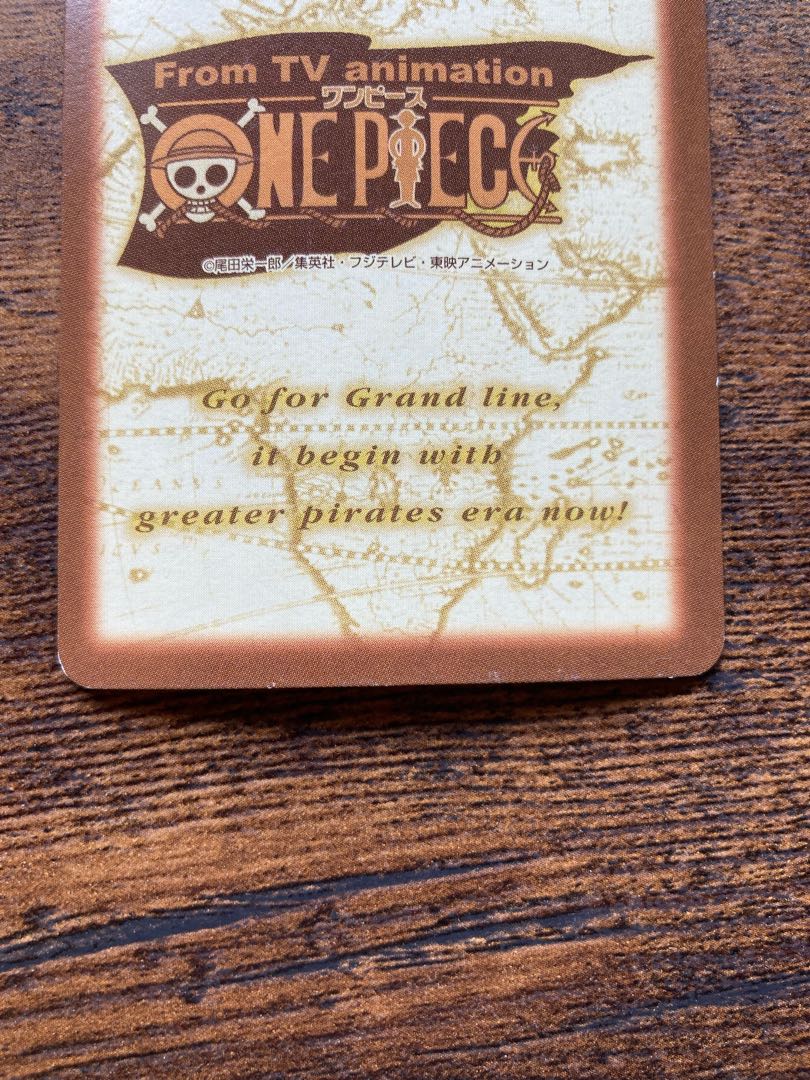 From TV animation
ワンピース
ONE PIECE
©尾田栄一郎／集英社・フジテレビ・東映アニメーション
Go for Grand line,
it begin with
greater pirates era now!